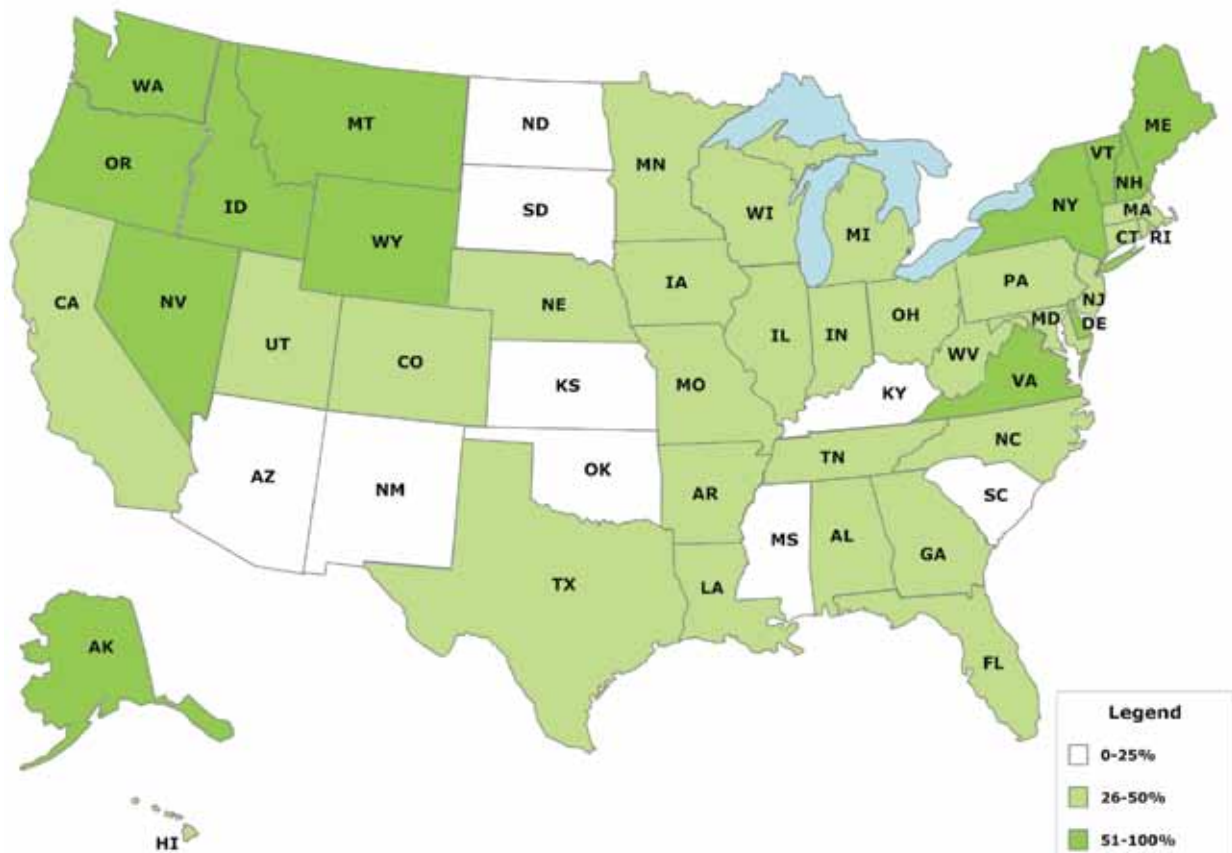 WA
MT
ND
ME
VT
OR
MN
NH
ID
SD
WI
NY
MA
WY
MI
CT RI
CA
NV
NE
IA
PA
UT
CO
IL
IN
OH
NJ
MD
DE
WV
KS
MO
KY
VA
AZ
NM
OK
AR
TN
NC
SC
MS
AL
GA
TX
LA
AK
FL
HI
Legend
0-25%
26-50%
51-100%